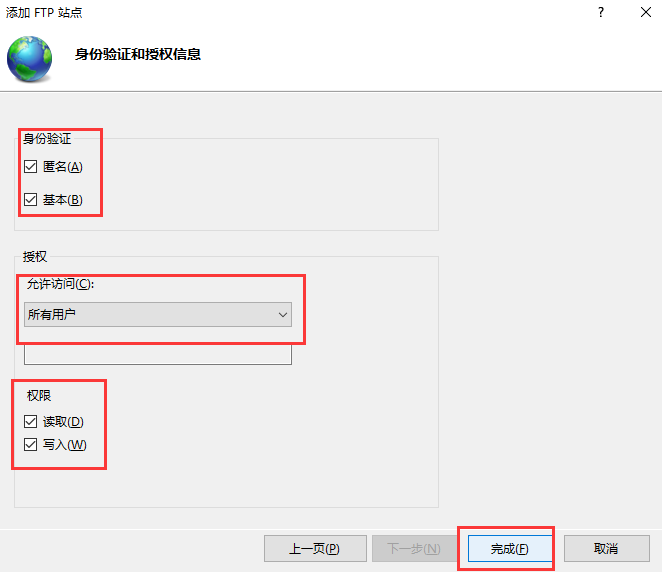 添加 FTP 站点
?
身份验证和授权信息
身份验证
匿名(A)
基本(B)
授权
允许访问(C):
所有用户
权限
读取(D)
写入(W)
上一页(P) 下一步(N) 完成(F) 取消